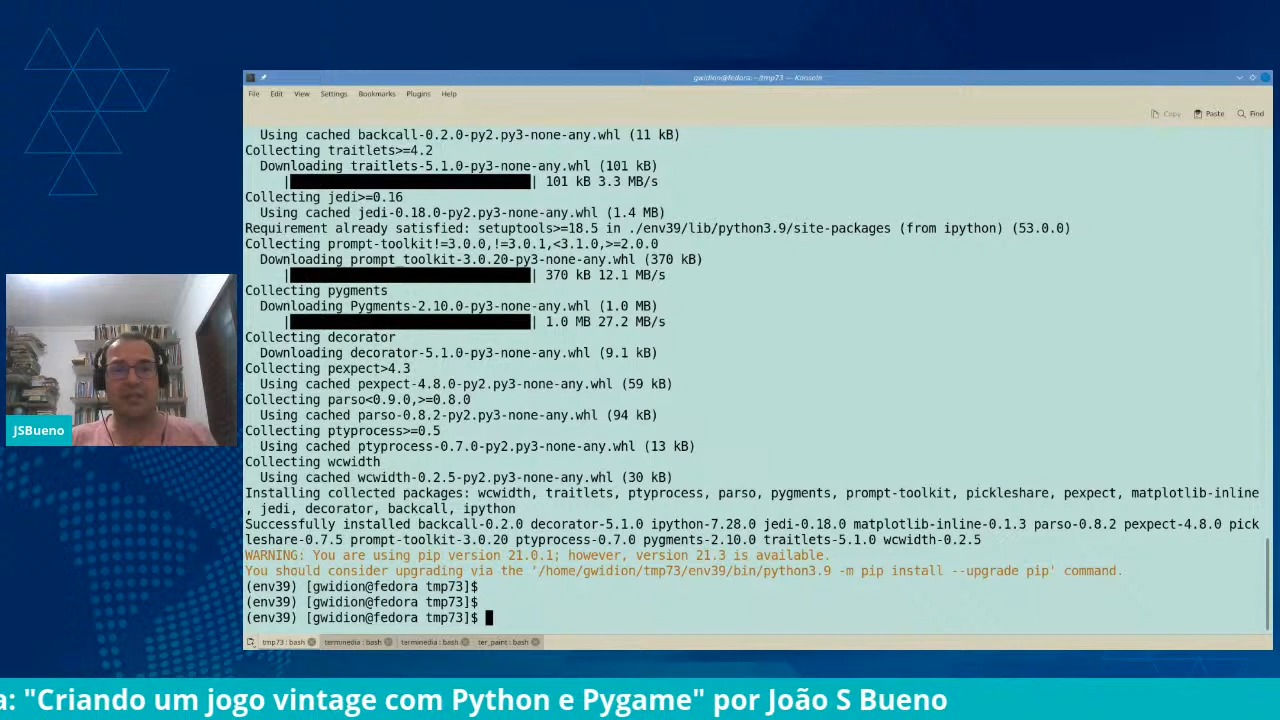 gwidion@fedora:~/tmp73 — Konsole
File Edit View Settings Bookmarks Plugins Help
Copy Paste Find
Using cached backcall-0.2.0-py2.py3-none-any.whl (11 kB)
Collecting traitlets>=4.2
Downloading traitlets-5.1.0-py3-none-any.whl (101 kB)
|████████████████████████████████| 101 kB 3.3 MB/s
Collecting jedi>=0.16
Using cached jedi-0.18.0-py2.py3-none-any.whl (1.4 MB)
Requirement already satisfied: setuptools>=18.5 in ./env39/lib/python3.9/site-packages (from ipython) (53.0.0)
Collecting prompt-toolkit!=3.0.0,!=3.0.1,<3.1.0,>=2.0.0
Downloading prompt_toolkit-3.0.20-py3-none-any.whl (370 kB)
|████████████████████████████████| 370 kB 12.1 MB/s
Collecting pygments
Downloading Pygments-2.10.0-py3-none-any.whl (1.0 MB)
|████████████████████████████████| 1.0 MB 27.2 MB/s
Collecting decorator
Downloading decorator-5.1.0-py3-none-any.whl (9.1 kB)
Collecting pexpect>4.3
Using cached pexpect-4.8.0-py2.py3-none-any.whl (59 kB)
Collecting parso<0.9.0,>=0.8.0
Using cached parso-0.8.2-py2.py3-none-any.whl (94 kB)
Collecting ptyprocess>=0.5
Using cached ptyprocess-0.7.0-py2.py3-none-any.whl (13 kB)
Collecting wcwidth
Using cached wcwidth-0.2.5-py2.py3-none-any.whl (30 kB)
Installing collected packages: wcwidth, traitlets, ptyprocess, parso, pygments, prompt-toolkit, pickleshare, pexpect, matplotlib-inline
, jedi, decorator, backcall, ipython
Successfully installed backcall-0.2.0 decorator-5.1.0 ipython-7.28.0 jedi-0.18.0 matplotlib-inline-0.1.3 parso-0.8.2 pexpect-4.8.0 pick
leshare-0.7.5 prompt-toolkit-3.0.20 ptyprocess-0.7.0 pygments-2.10.0 traitlets-5.1.0 wcwidth-0.2.5
WARNING: You are using pip version 21.0.1; however, version 21.3 is available.
You should consider upgrading via the '/home/gwidion/tmp73/env39/bin/python3.9 -m pip install --upgrade pip' command.
(env39) [gwidion@fedora tmp73]$
(env39) [gwidion@fedora tmp73]$
(env39) [gwidion@fedora tmp73]$
tmp73 : bash terminedia : bash terminedia : bash ter_paint : bash
JSBueno
a: "Criando um jogo vintage com Python e Pygame" por João S Bueno